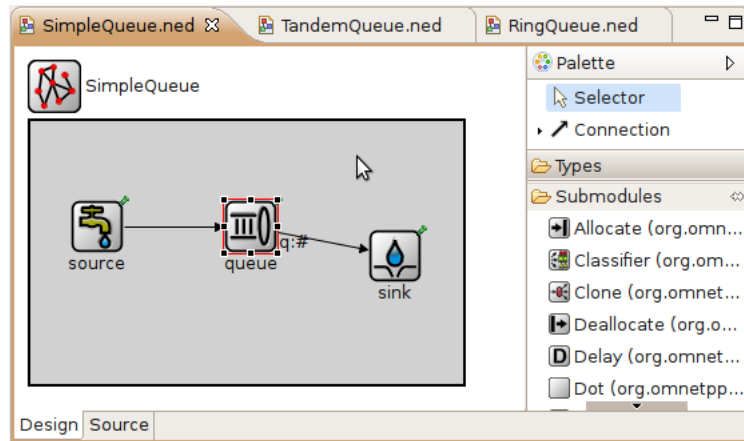 SimpleQueue.ned
TandemQueue.ned
RingQueue.ned
SimpleQueue
source
queue
q:#
sink
Palette
Selector
Connection
Types
Submodules
Allocate (org.omn...
Classifier (org.om...
Clone (org.omnet...
Deallocate (org.o...
D Delay (org.omnet...
Dot (org.omnetpp...
Design Source